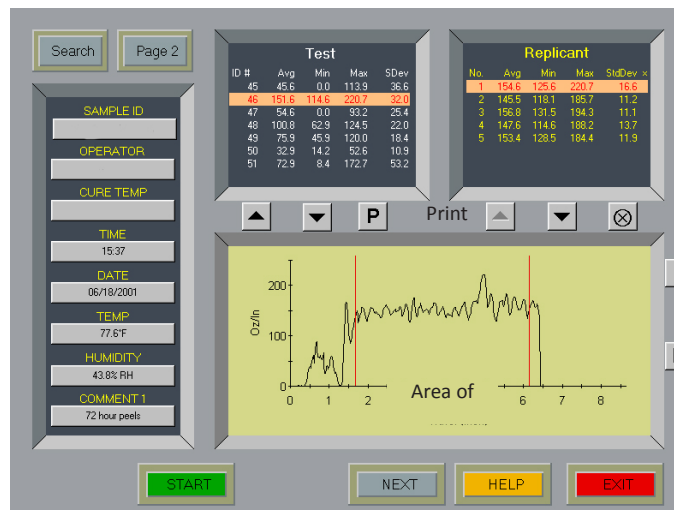 Search
Page 2
SAMPLE ID
OPERATOR
CURE TEMP
TIME
15:37
DATE
06/18/2001
TEMP
77.6°F
HUMIDITY
43.8% RH
COMMENT 1
72 hour peels
Test
ID # Avg Min Max SDev
45 45.6 0.0 113.9 36.6
46 151.6 114.6 220.7 32.0
47 54.6 0.0 93.2 25.4
48 100.8 62.9 124.5 22.0
49 75.9 45.9 120.0 18.4
50 32.9 14.2 52.6 10.9
51 72.9 8.4 172.7 53.2
Replicant
No. Avg Min Max StdDev ×
1 154.6 125.6 220.7 16.6
2 145.5 118.1 185.7 11.2
3 156.8 131.5 194.3 11.1
4 147.6 114.6 188.2 13.7
5 153.4 128.5 184.4 11.9
P Print
Oz/In
200
100
0
0 1 2 6 7 8
Area of
START
NEXT
HELP
EXIT